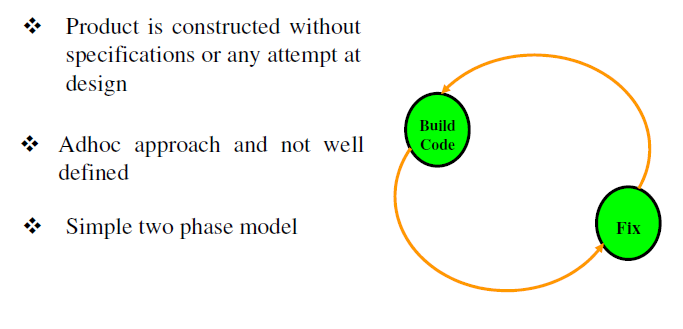 ❖ Product is constructed without
specifications or any attempt at
design
❖ Adhoc approach and not well
defined
❖ Simple two phase model
Build
Code
Fix